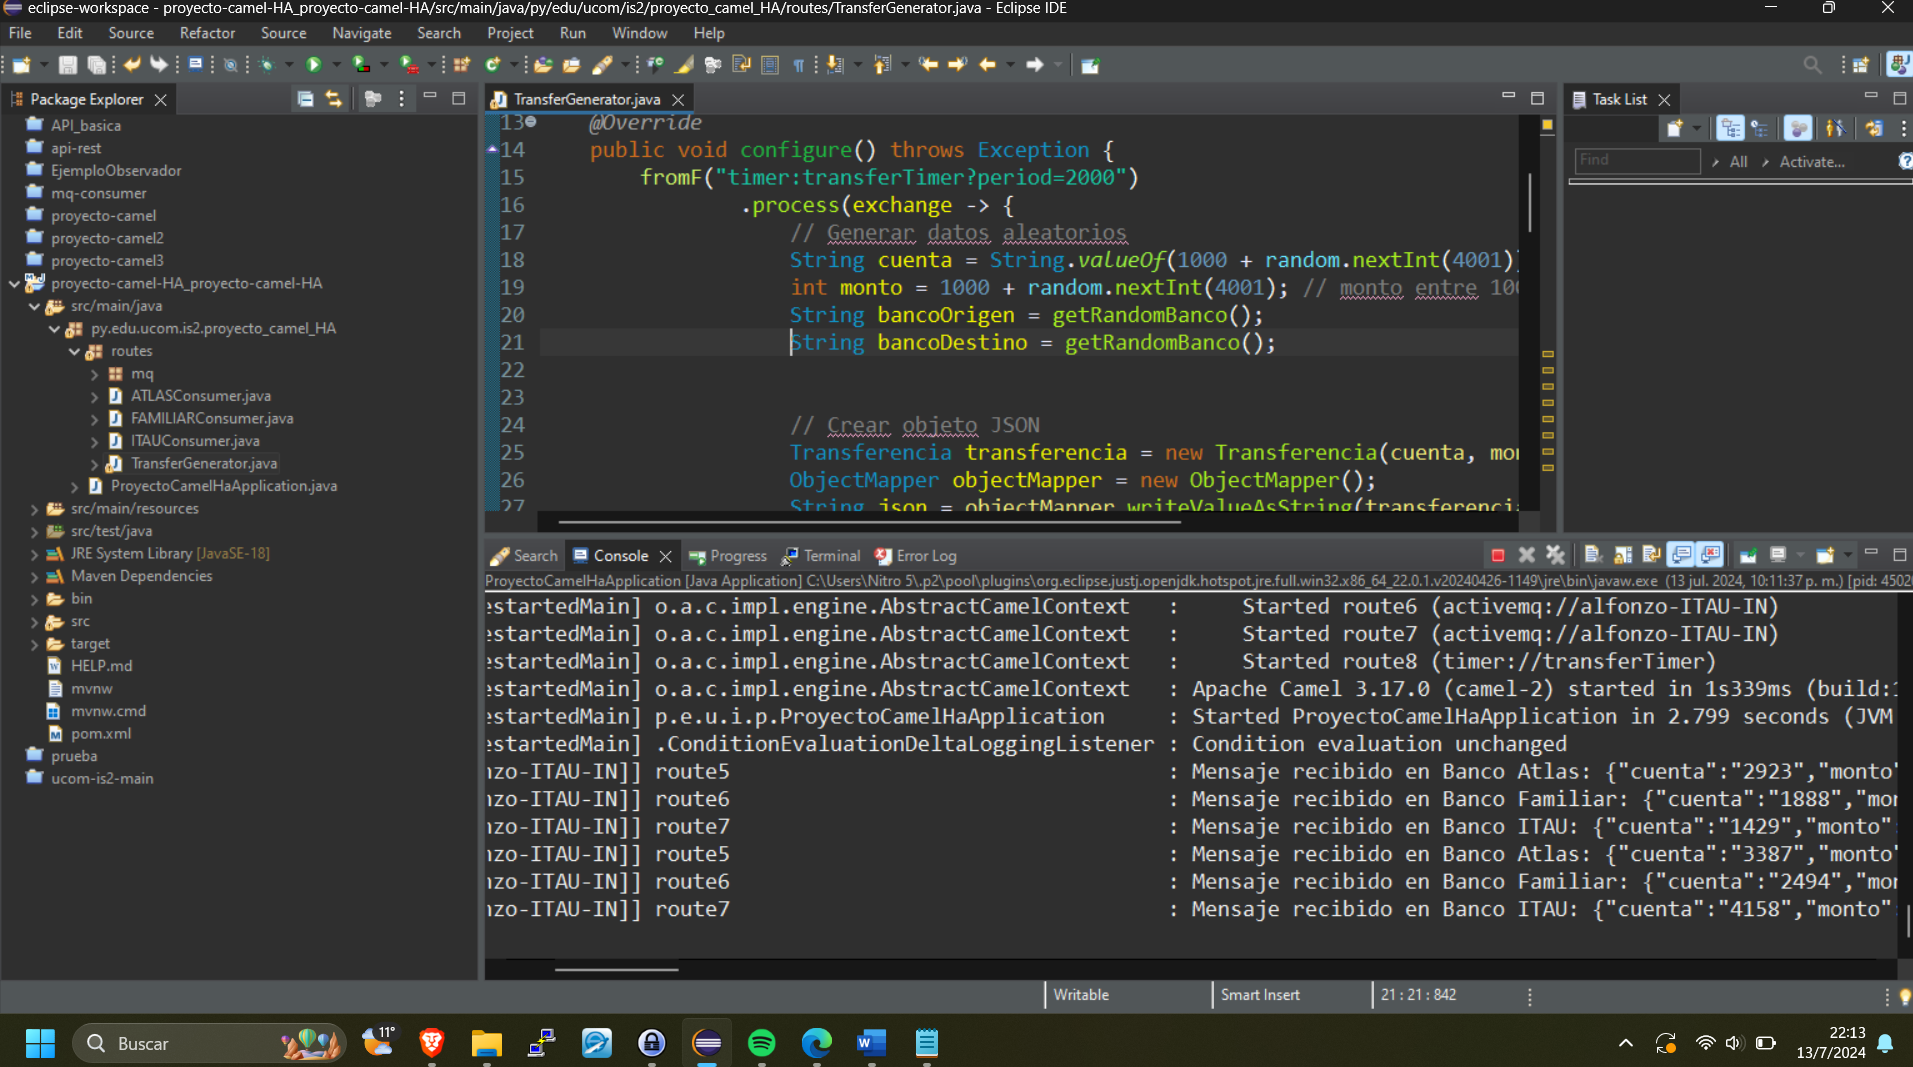 eclipse-workspace - proyecto-camel-HA_proyecto-camel-HA/src/main/java/py/edu/ucom/is2/proyecto_camel_HA/routes/TransferGenerator.java - Eclipse IDE
File Edit Source Refactor Source Navigate Search Project Run Window Help
Package Explorer
API_basica
api-rest
EjemploObservador
mq-consumer
proyecto-camel
proyecto-camel2
proyecto-camel3
proyecto-camel-HA_proyecto-camel-HA
src/main/java
py.edu.ucom.is2.proyecto_camel_HA
routes
mq
ATLASConsumer.java
FAMILIARConsumer.java
ITAUConsumer.java
TransferGenerator.java
ProyectoCamelHaApplication.java
src/main/resources
src/test/java
JRE System Library [JavaSE-18]
Maven Dependencies
bin
src
target
HELP.md
mvnw
mvnw.cmd
pom.xml
prueba
ucom-is2-main
TransferGenerator.java
13 @Override
14 public void configure() throws Exception {
15 fromF("timer:transferTimer?period=2000")
16 .process(exchange -> {
17 // Generar datos aleatorios
18 String cuenta = String.valueOf(1000 + random.nextInt(4001)
19 int monto = 1000 + random.nextInt(4001); // monto entre 100
20 String bancoOrigen = getRandomBanco();
21 String bancoDestino = getRandomBanco();
22
23
24 // Crear objeto JSON
25 Transferencia transferencia = new Transferencia(cuenta, mon
26 ObjectMapper objectMapper = new ObjectMapper();
27 String json = objectMapper.writeValueAsString(transferenci
Task List
Find All Activate...
Search Console Progress Terminal Error Log
ProyectoCamelHaApplication [Java Application] C:\Users\Nitro 5\.p2\pool\plugins\org.eclipse.justj.openjdk.hotspot.jre.full.win32.x86_64_22.0.1.v20240426-1149\jre\bin\javaw.exe (13 jul. 2024, 10:11:37 p. m.) [pid: 4502
estartedMain] o.a.c.impl.engine.AbstractCamelContext : Started route6 (activemq://alfonzo-ITAU-IN)
estartedMain] o.a.c.impl.engine.AbstractCamelContext : Started route7 (activemq://alfonzo-ITAU-IN)
estartedMain] o.a.c.impl.engine.AbstractCamelContext : Started route8 (timer://transferTimer)
estartedMain] o.a.c.impl.engine.AbstractCamelContext : Apache Camel 3.17.0 (camel-2) started in 1s339ms (build:1
estartedMain] p.e.u.i.p.ProyectoCamelHaApplication : Started ProyectoCamelHaApplication in 2.799 seconds (JVM
estartedMain] .ConditionEvaluationDeltaLoggingListener : Condition evaluation unchanged
nzo-ITAU-IN]] route5 : Mensaje recibido en Banco Atlas: {"cuenta":"2923","monto"
nzo-ITAU-IN]] route6 : Mensaje recibido en Banco Familiar: {"cuenta":"1888","mon
nzo-ITAU-IN]] route7 : Mensaje recibido en Banco ITAU: {"cuenta":"1429","monto":
nzo-ITAU-IN]] route5 : Mensaje recibido en Banco Atlas: {"cuenta":"3387","monto"
nzo-ITAU-IN]] route6 : Mensaje recibido en Banco Familiar: {"cuenta":"2494","mon
nzo-ITAU-IN]] route7 : Mensaje recibido en Banco ITAU: {"cuenta":"4158","monto":
Writable Smart Insert 21 : 21 : 842
Buscar
11°
22:13
13/7/2024